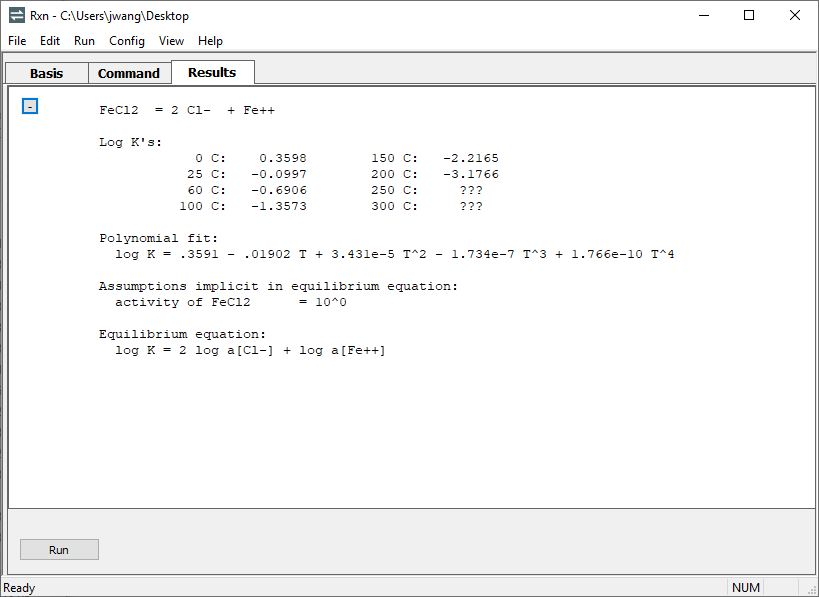 Rxn - C:\Users\jwang\Desktop
File Edit Run Config View Help
Basis Command Results
- FeCl2 = 2 Cl- + Fe++
Log K's:
0 C: 0.3598 150 C: -2.2165
25 C: -0.0997 200 C: -3.1766
60 C: -0.6906 250 C: ???
100 C: -1.3573 300 C: ???
Polynomial fit:
log K = .3591 - .01902 T + 3.431e-5 T^2 - 1.734e-7 T^3 + 1.766e-10 T^4
Assumptions implicit in equilibrium equation:
activity of FeCl2 = 10^0
Equilibrium equation:
log K = 2 log a[Cl-] + log a[Fe++]
Run
Ready NUM